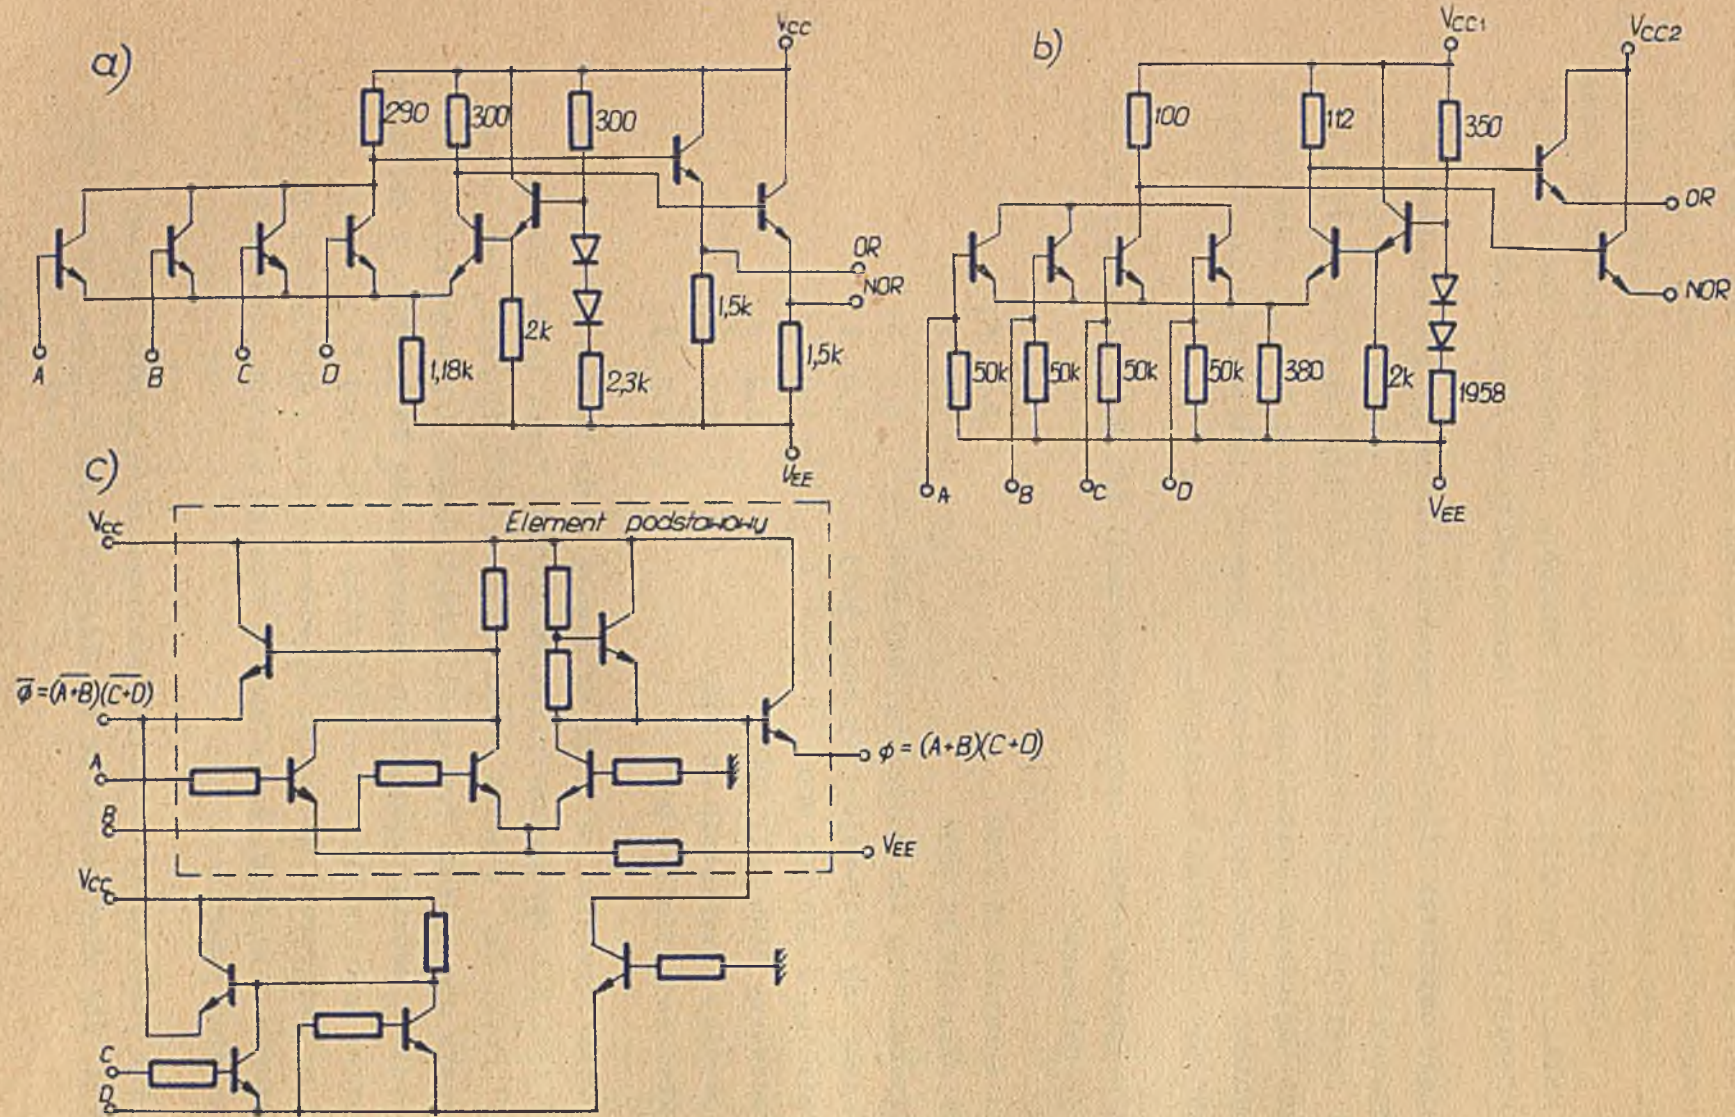 a)
VCC
290
300
300
OR
NOR
1,5k
1,5k
2k
1,18k
2,3k
A
B
C
D
VEE
b)
VCC1
VCC2
100
112
350
OR
NOR
50k
50k
50k
50k
380
2k
1958
A
B
C
D
VEE
c)
Element podstawowy
VCC
ϕ̅ = (A̅+̅B̅)(C̅+̅D̅)
A
B
ϕ = (A+B)(C+D)
VEE
VCC
C
D